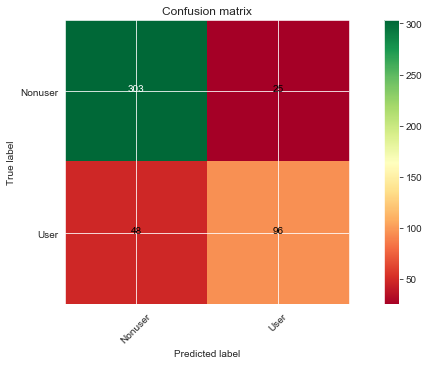 Confusion matrix
300
Nonuser
303
250
200
True label
150
User
48
96
100
50
Nonuser
User
Predicted label